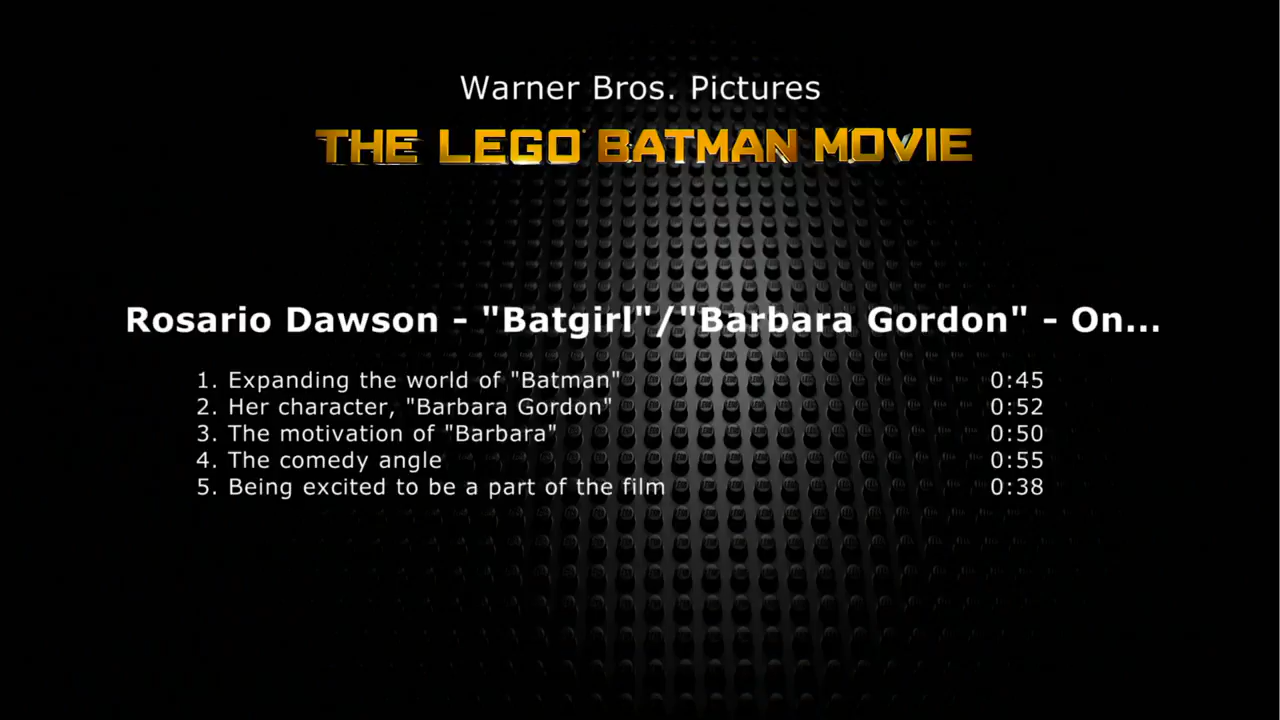 Warner Bros. Pictures
THE LEGO BATMAN MOVIE
Rosario Dawson - "Batgirl"/"Barbara Gordon" - On...
1. Expanding the world of "Batman" 0:45
2. Her character, "Barbara Gordon" 0:52
3. The motivation of "Barbara" 0:50
4. The comedy angle 0:55
5. Being excited to be a part of the film 0:38